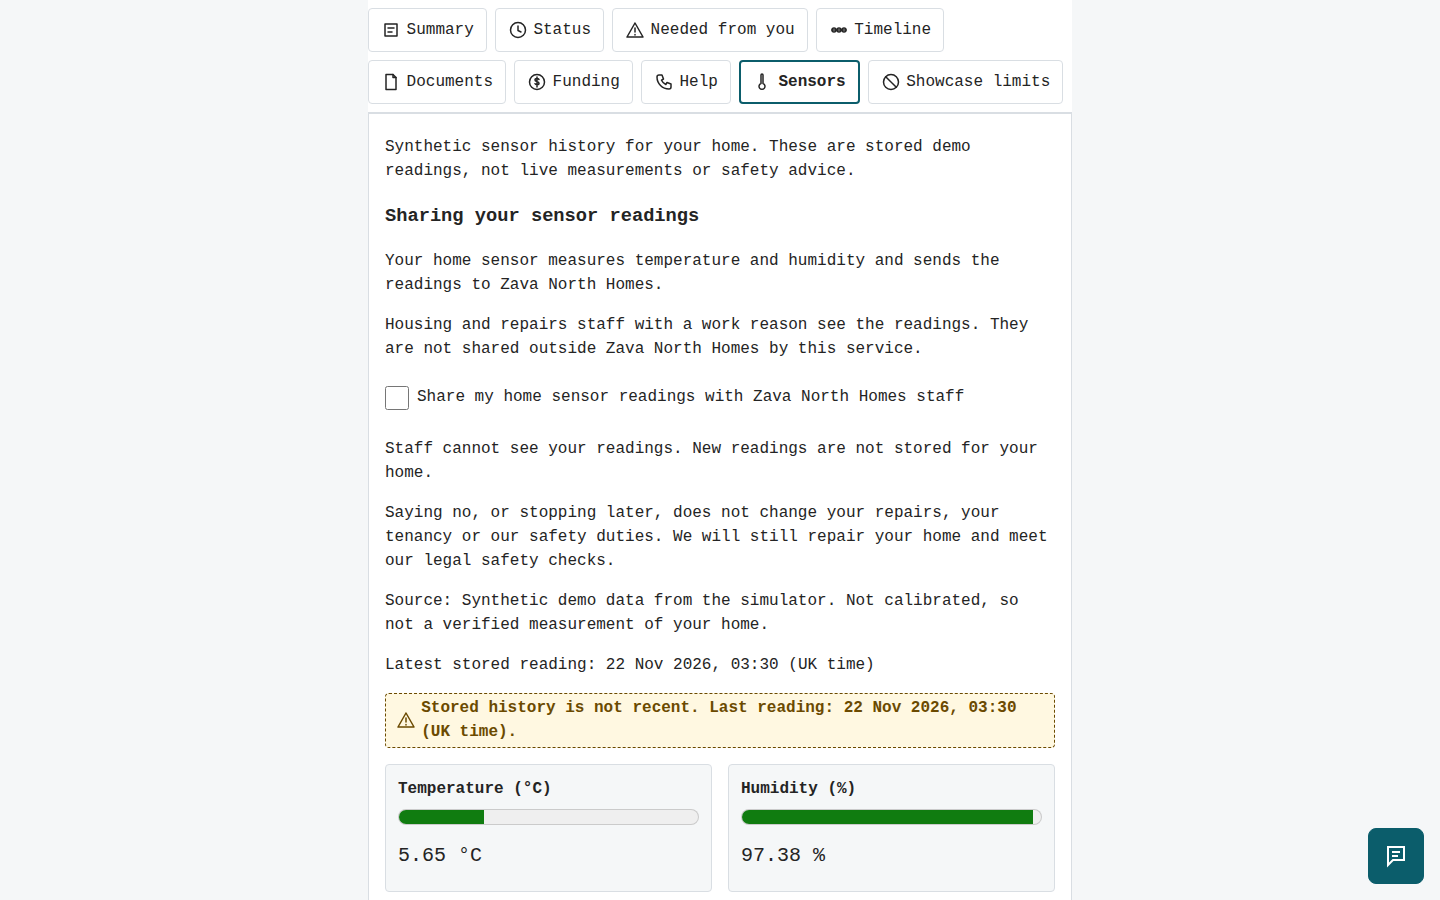 Summary
Status
Needed from you
Timeline
Documents
Funding
Help
Sensors
Showcase limits
Synthetic sensor history for your home. These are stored demo
readings, not live measurements or safety advice.
Sharing your sensor readings
Your home sensor measures temperature and humidity and sends the
readings to Zava North Homes.
Housing and repairs staff with a work reason see the readings. They
are not shared outside Zava North Homes by this service.
Share my home sensor readings with Zava North Homes staff
Staff cannot see your readings. New readings are not stored for your
home.
Saying no, or stopping later, does not change your repairs, your
tenancy or our safety duties. We will still repair your home and meet
our legal safety checks.
Source: Synthetic demo data from the simulator. Not calibrated, so
not a verified measurement of your home.
Latest stored reading: 22 Nov 2026, 03:30 (UK time)
Stored history is not recent. Last reading: 22 Nov 2026, 03:30
(UK time).
Temperature (°C)
5.65 °C
Humidity (%)
97.38 %